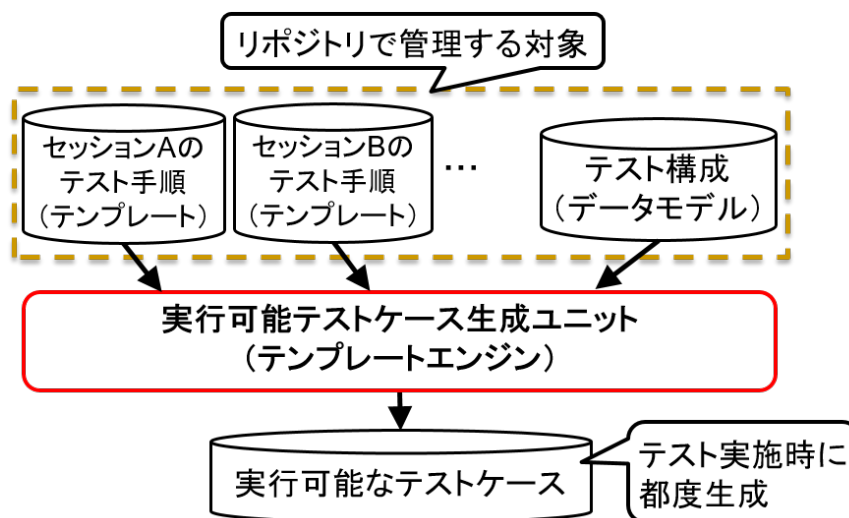 リポジトリで管理する対象
セッションAの
テスト手順
（テンプレート）
セッションBの
テスト手順
（テンプレート）
…
テスト構成
（データモデル）
実行可能テストケース生成ユニット
（テンプレートエンジン）
実行可能なテストケース
テスト実施時に
都度生成